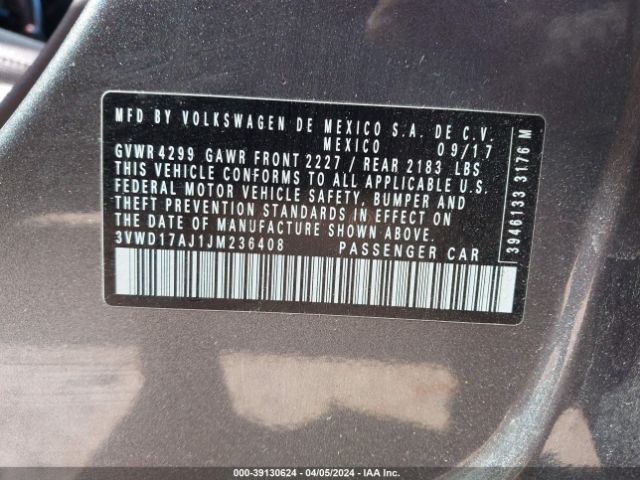 MFD BY VOLKSWAGEN DE MEXICO S.A. DE C.V.
MEXICO 09/17
GVWR 4299 GAWR FRONT 2227 / REAR 2183 LBS
THIS VEHICLE CONFORMS TO ALL APPLICABLE U.S.
FEDERAL MOTOR VEHICLE SAFETY, BUMPER AND
THEFT PREVENTION STANDARDS IN EFFECT ON
THE DATE OF MANUFACTURE SHOWN ABOVE.
3VWD17AJ1JM236408 PASSENGER CAR
3946133 3176 M
000-39130624 / 04/05/2024 - IAA Inc.